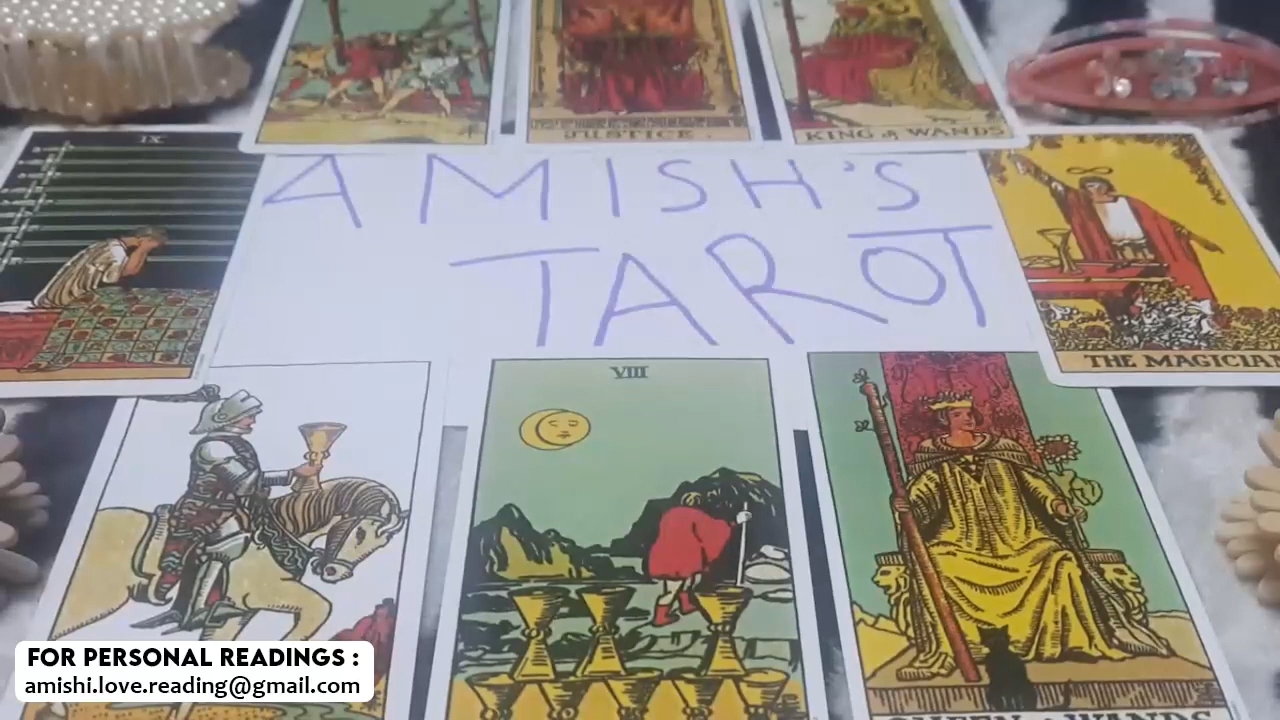 JUSTICE.
KING of WANDS
IX
AMISH'S
TAROT
THE MAGICIAN
VIII
FOR PERSONAL READINGS :
amishi.love.reading@gmail.com